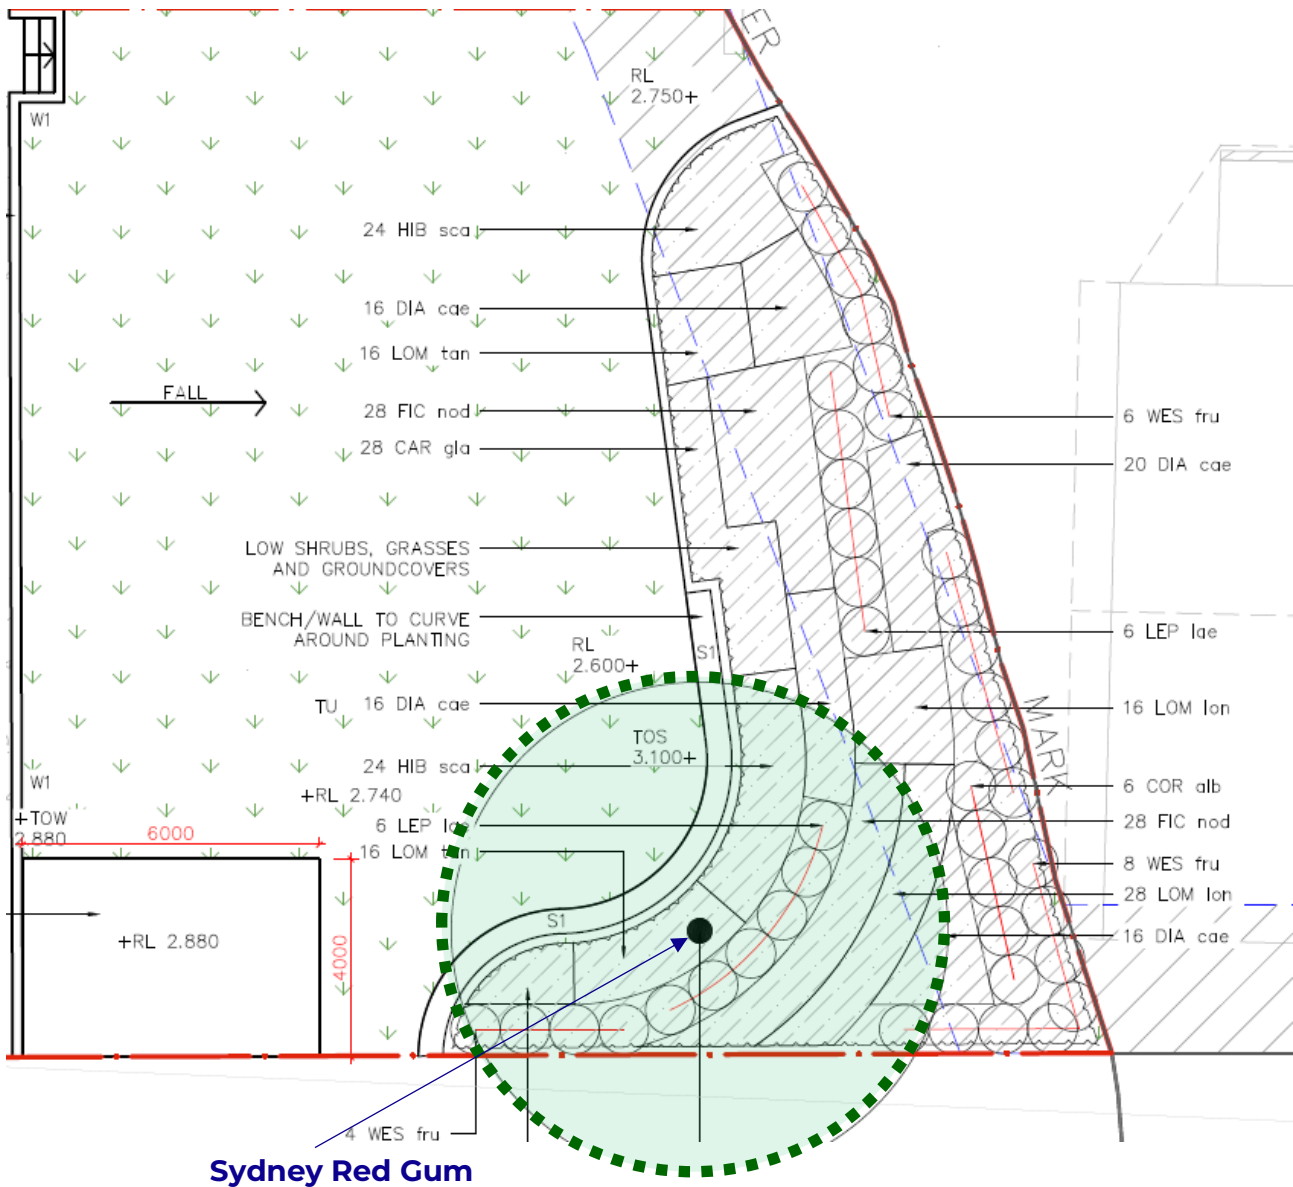 ER
RL
2.750+
W1
24 HIB sca
16 DIA cae
16 LOM tan
FALL
28 FIC nod
6 WES fru
28 CAR gla
20 DIA cae
LOW SHRUBS, GRASSES
AND GROUNDCOVERS
BENCH/WALL TO CURVE
AROUND PLANTING
6 LEP lae
RL
2.600+
S1
TU
16 DIA cae
16 LOM lon
MARK
TOS
3.100+
24 HIB sca
W1
+RL 2.740
6 COR alb
+TOW
2.880
6000
6 LEP lae
28 FIC nod
16 LOM tan
8 WES fru
28 LOM lon
S1
+RL 2.880
4000
16 DIA cae
4 WES fru
Sydney Red Gum